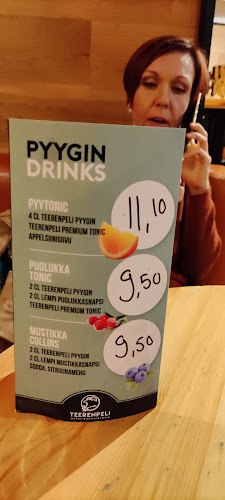 PYYGIN
DRINKS
PYYTONIC
4 CL TEERENPELI PYYGIN
TEERENPELI PREMIUM TONIC
APPELSIINISIIVU
11,10
PUOLUKKA
TONIC
2 CL TEERENPELI PYYGIN
2 CL LEMPI PUOLUKKASNAPSI
TEERENPELI PREMIUM TONIC
9,50
MUSTIKKA
COLLINS
2 CL TEERENPELI PYYGIN
2 CL LEMPI MUSTIKKASNAPSI
SOODA, SITRUUNAMEHU
9,50
TEERENPELI